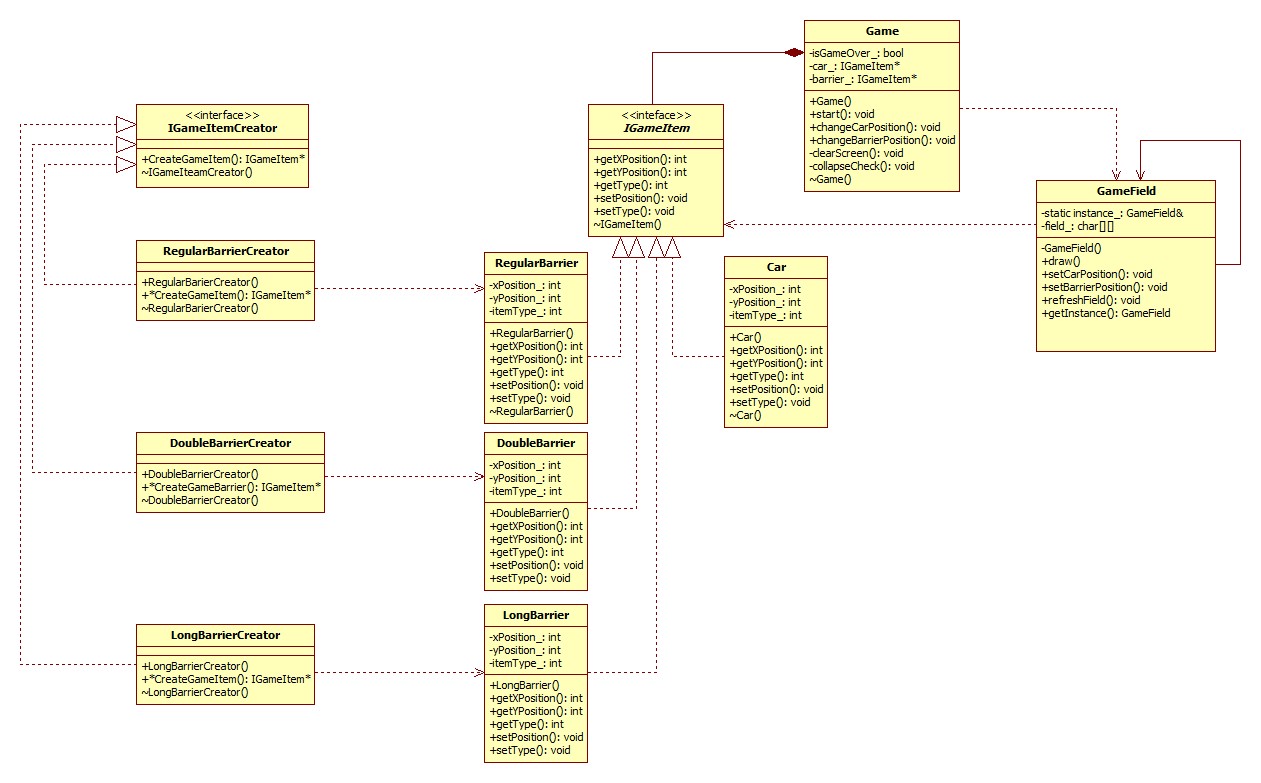 Game
-isGameOver_: bool
-car_: IGameItem*
-barrier_: IGameItem*
+Game()
+start(): void
+changeCarPosition(): void
+changeBarrierPosition(): void
-clearScreen(): void
-collapseCheck(): void
~Game()
<<interface>>
IGameItemCreator
+CreateGameItem(): IGameItem*
~IGameIteamCreator()
<<inteface>>
IGameItem
+getXPosition(): int
+getYPosition(): int
+getType(): int
+setPosition(): void
+setType(): void
~IGameItem()
GameField
-static instance_: GameField&
-field_: char[][]
-GameField()
+draw()
+setCarPosition(): void
+setBarrierPosition(): void
+refreshField(): void
+getInstance(): GameField
RegularBarrierCreator
+RegularBarierCreator()
+*CreateGameItem(): IGameItem*
~RegularBarierCreator()
RegularBarrier
-xPosition_: int
-yPosition_: int
-itemType_: int
+RegularBarrier()
+getXPosition(): int
+getYPosition(): int
+getType(): int
+setPosition(): void
+setType(): void
~RegularBarrier()
Car
-xPosition_: int
-yPosition_: int
-itemType_: int
+Car()
+getXPosition(): int
+getYPosition(): int
+getType(): int
+setPosition(): void
+setType(): void
~Car()
DoubleBarrierCreator
+DoubleBarrierCreator()
+*CreateGameBarrier(): IGameItem*
~DoubleBarrierCreator()
DoubleBarrier
-xPosition_: int
-yPosition_: int
-itemType_: int
+DoubleBarrier()
+getXPosition(): int
+getYPosition(): int
+getType(): int
+setPosition(): void
+setType(): void
LongBarrierCreator
+LongBarrierCreator()
+*CreateGameItem(): IGameItem*
~LongBarrierCreator()
LongBarrier
-xPosition_: int
-yPosition_: int
-itemType_: int
+LongBarrier()
+getXPosition(): int
+getYPosition(): int
+getType(): int
+setPosition(): void
+setType(): void